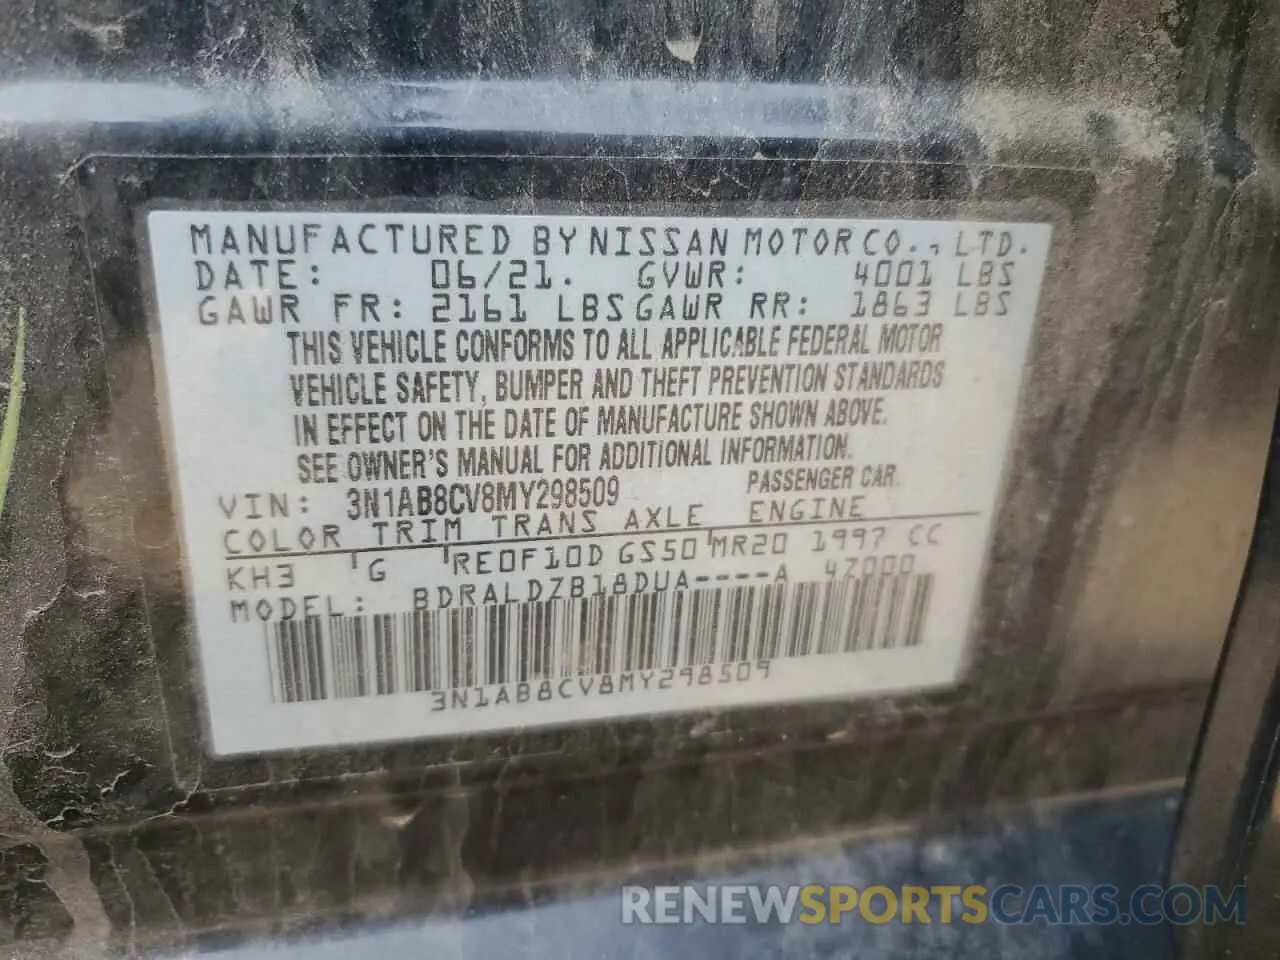 MANUFACTURED BY NISSAN MOTOR CO., LTD.
DATE: 06/21. GVWR: 4001 LBS
GAWR FR: 2161 LBS GAWR RR: 1863 LBS
THIS VEHICLE CONFORMS TO ALL APPLICABLE FEDERAL MOTOR
VEHICLE SAFETY, BUMPER AND THEFT PREVENTION STANDARDS
IN EFFECT ON THE DATE OF MANUFACTURE SHOWN ABOVE.
SEE OWNER'S MANUAL FOR ADDITIONAL INFORMATION.
VIN: 3N1AB8CV8MY298509 PASSENGER CAR.
COLOR TRIM TRANS AXLE ENGINE
KH3 G RE0F10D GS50 MR20 1997 CC
MODEL: BDRALDZB18DUA----A 4Z000
3N1AB8CV8MY298509
RENEWSPORTSCARS.COM